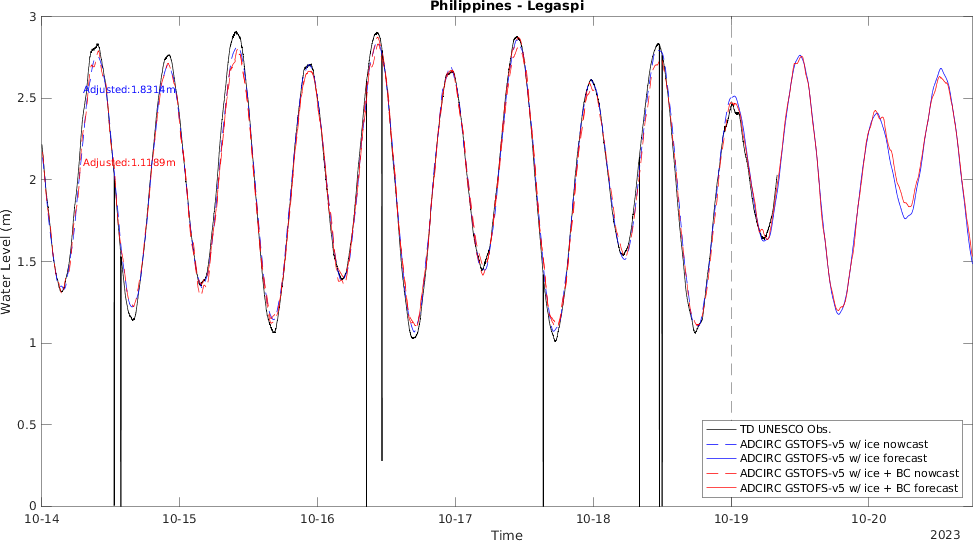 Philippines - Legaspi
3
2.5
2
1.5
1
0.5
0
Water Level (m)
Adjusted:1.8314m
Adjusted:1.1189m
TD UNESCO Obs.
ADCIRC GSTOFS-v5 w/ ice nowcast
ADCIRC GSTOFS-v5 w/ ice forecast
ADCIRC GSTOFS-v5 w/ ice + BC nowcast
ADCIRC GSTOFS-v5 w/ ice + BC forecast
10-14 10-15 10-16 10-17 10-18 10-19 10-20
Time
2023